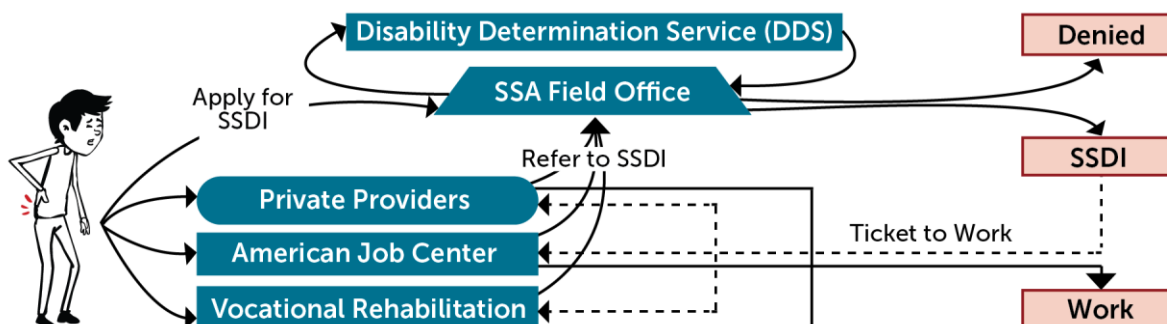 Disability Determination Service (DDS)
Denied
SSA Field Office
Apply for
SSDI
Refer to SSDI
SSDI
Private Providers
American Job Center
Ticket to Work
Vocational Rehabilitation
Work